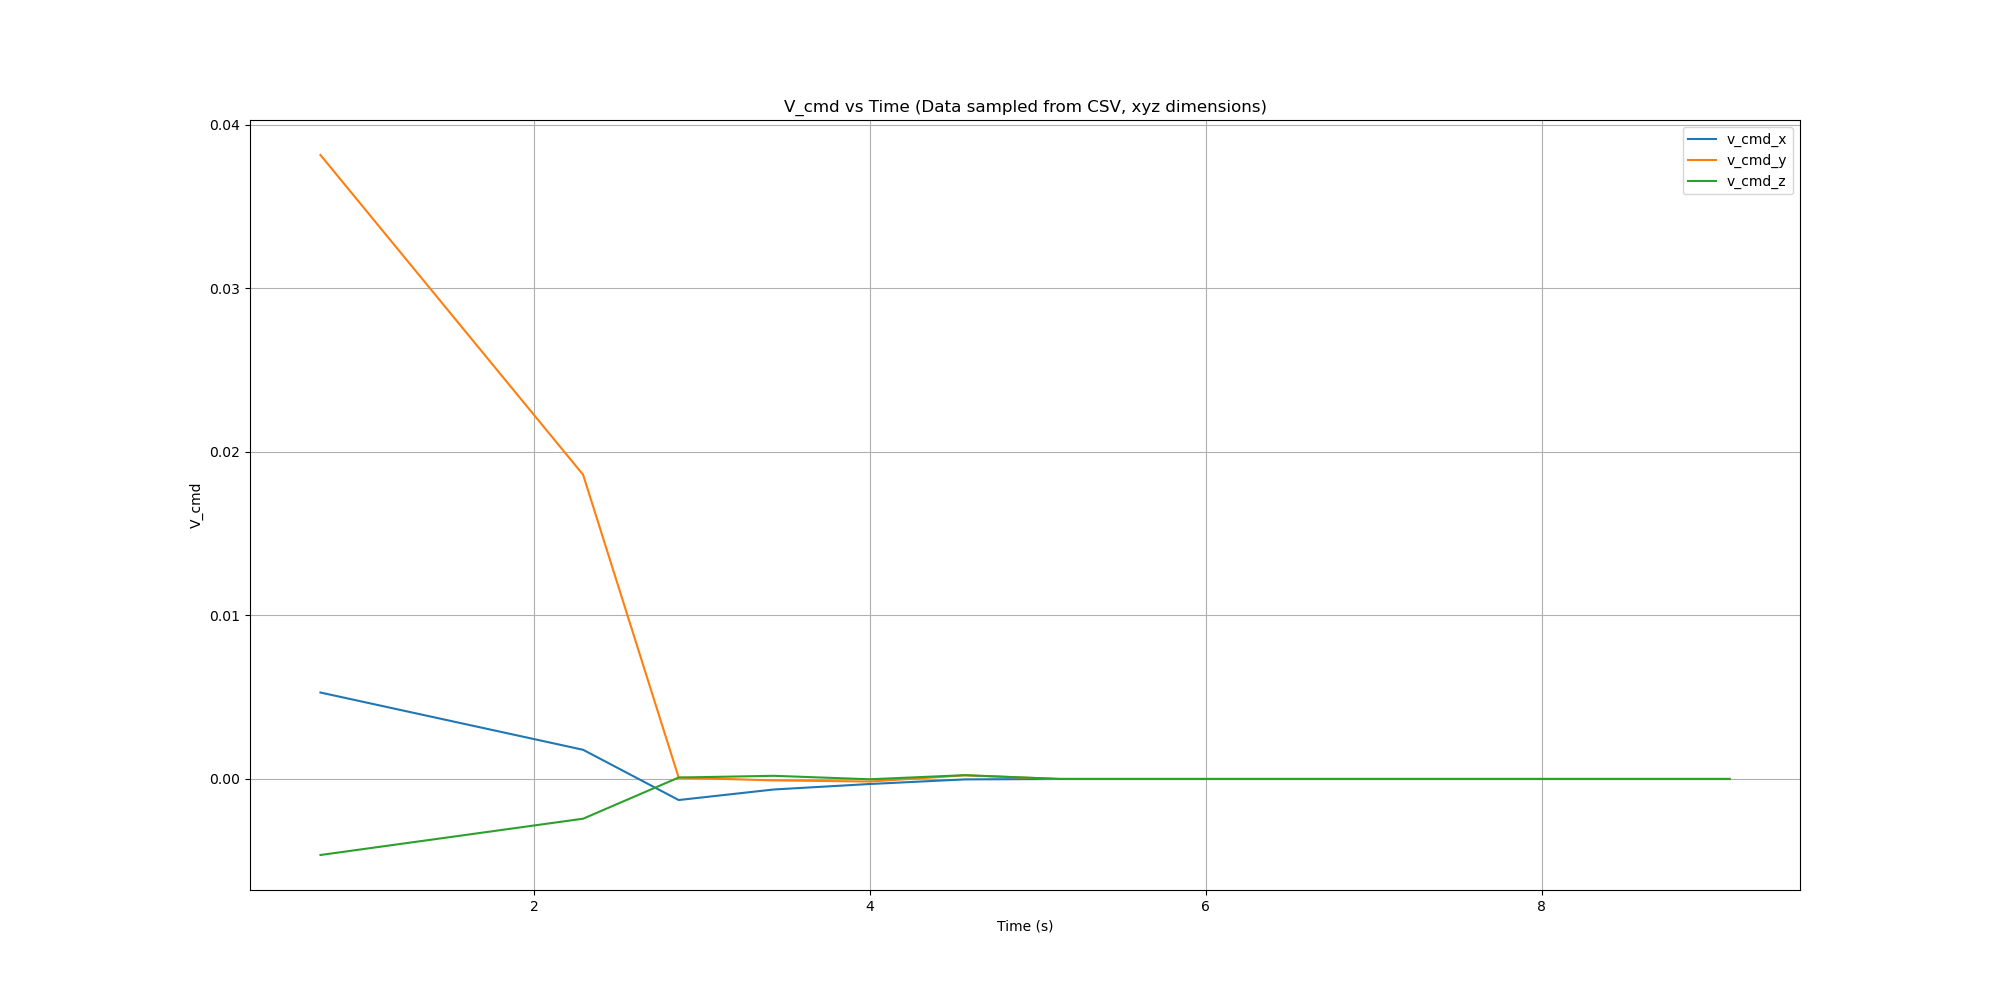 V_cmd vs Time (Data sampled from CSV, xyz dimensions)
v_cmd_x
v_cmd_y
v_cmd_z
0.04
0.03
0.02
0.01
0.00
V_cmd
2
4
6
8
Time (s)